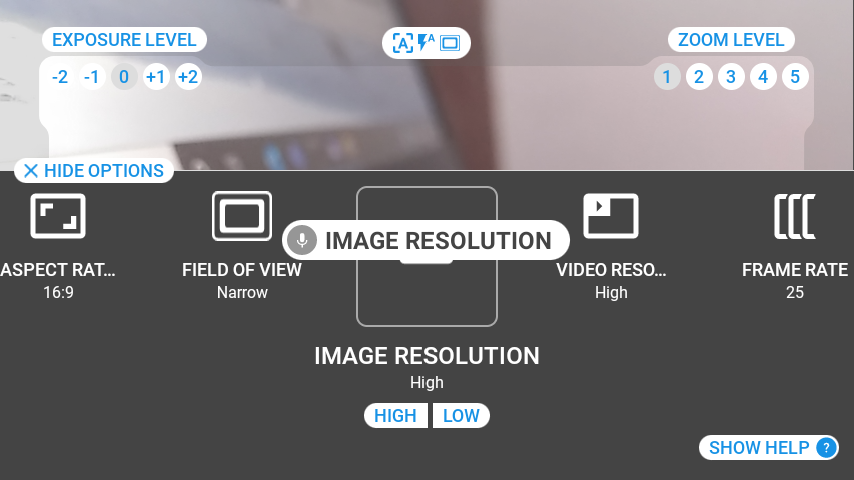 EXPOSURE LEVEL
ZOOM LEVEL
A
A
-2 -1 0 +1 +2
1 2 3 4 5
HIDE OPTIONS
IMAGE RESOLUTION
ASPECT RAT...
16:9
FIELD OF VIEW
Narrow
VIDEO RESO...
High
FRAME RATE
25
IMAGE RESOLUTION
High
HIGH
LOW
SHOW HELP ?